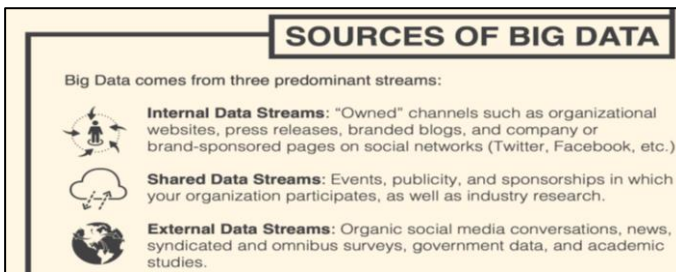 SOURCES OF BIG DATA
Big Data comes from three predominant streams:
Internal Data Streams: “Owned” channels such as organizational
websites, press releases, branded blogs, and company or
brand-sponsored pages on social networks (Twitter, Facebook, etc.)
Shared Data Streams: Events, publicity, and sponsorships in which
your organization participates, as well as industry research.
External Data Streams: Organic social media conversations, news,
syndicated and omnibus surveys, government data, and academic
studies.